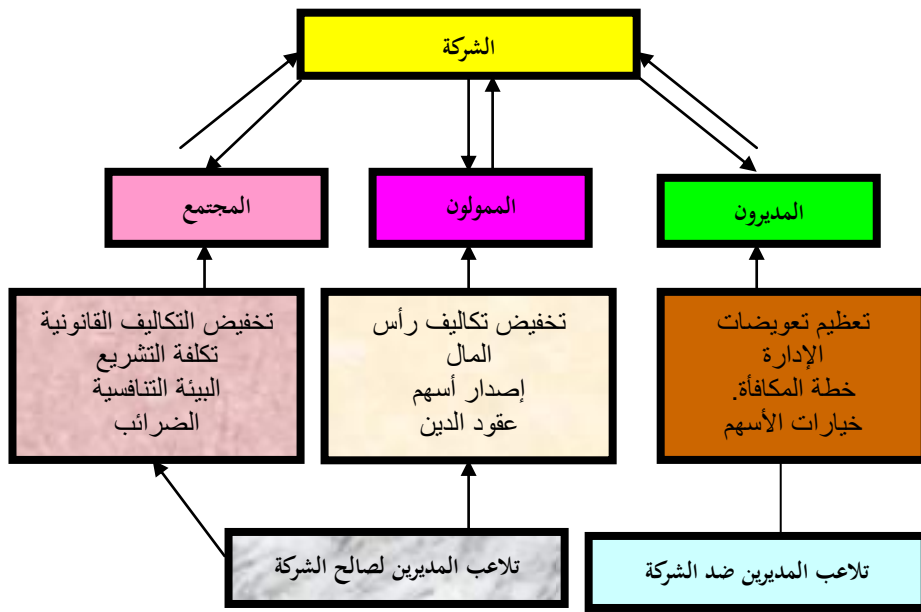 الشركة
المديرون
الممولون
المجتمع
تعظيم تعويضات
الإدارة
خطة المكافأة.
خيارات الأسهم
تخفيض تكاليف رأس
المال
إصدار أسهم
عقود الدين
تخفيض التكاليف القانونية
تكلفة التشريع
البيئة التنافسية
الضرائب
تلاعب المديرين ضد الشركة
تلاعب المديرين لصالح الشركة